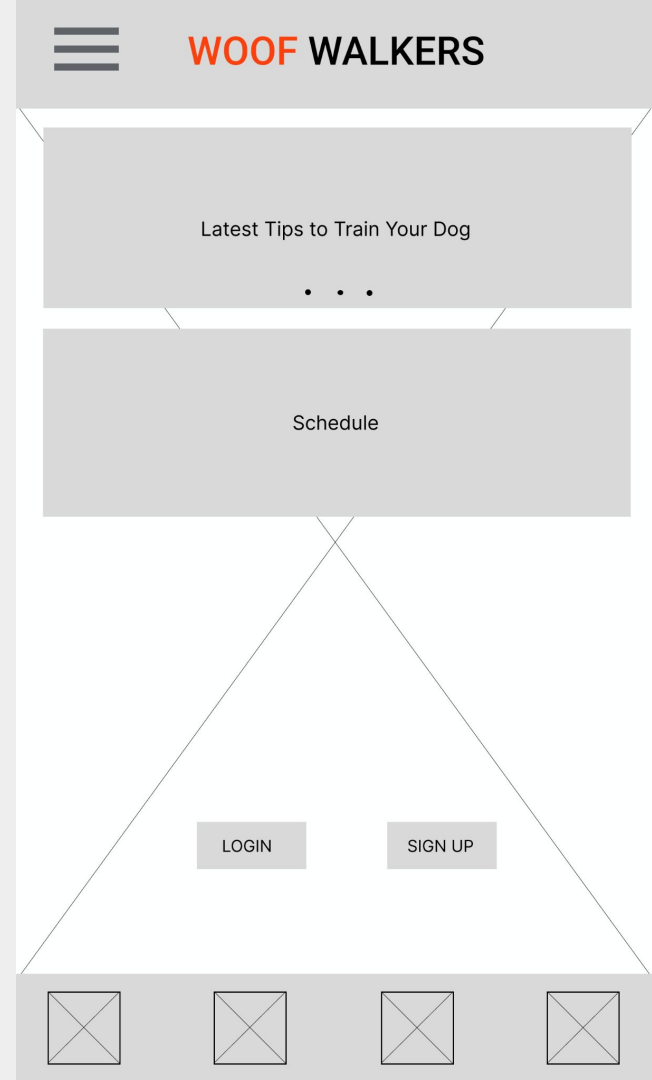 WOOF WALKERS
Latest Tips to Train Your Dog
Schedule
LOGIN
SIGN UP